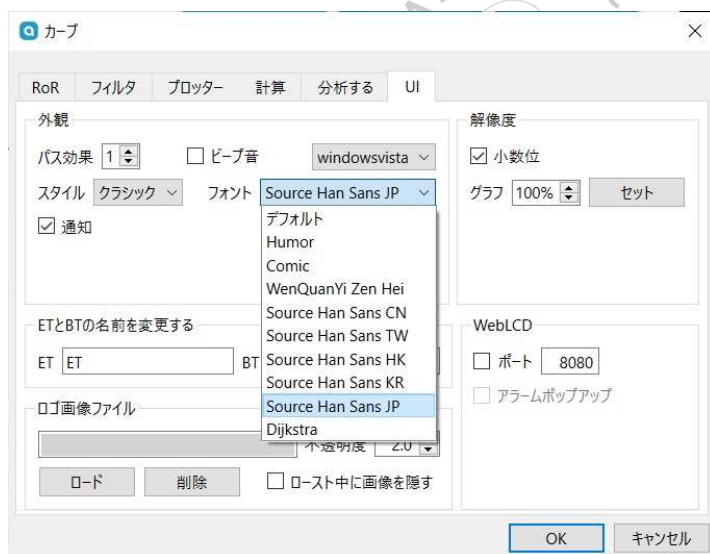 カーブ
RoR フィルタ プロッター 計算 分析する UI
外観
パス効果 1 ビープ音 windowsvista
スタイル クラシック フォント Source Han Sans JP
通知
デフォルト
Humor
Comic
WenQuanYi Zen Hei
Source Han Sans CN
Source Han Sans TW
Source Han Sans HK
Source Han Sans KR
Source Han Sans JP
Dijkstra
解像度
小数位
グラフ 100% セット
ETとBTの名前を変更する
ET ET BT
WebLCD
ポート 8080
アラームポップアップ
ロゴ画像ファイル
不透明度 2.0
ロード 削除 ロースト中に画像を隠す
OK キャンセル